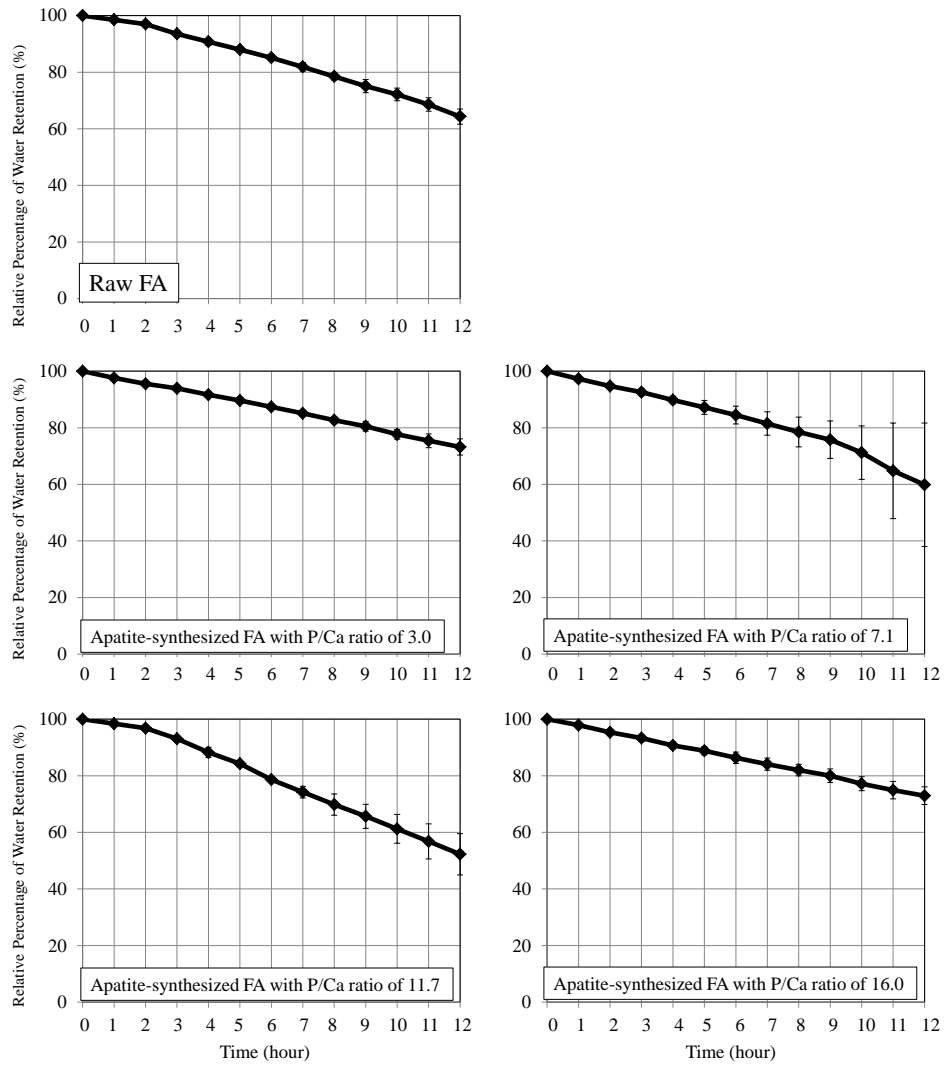 Relative Percentage of Water Retention (%)
100
80
60
40
20
0
Raw FA
0 1 2 3 4 5 6 7 8 9 10 11 12
Relative Percentage of Water Retention (%)
100
80
60
40
20
0
Apatite-synthesized FA with P/Ca ratio of 3.0
0 1 2 3 4 5 6 7 8 9 10 11 12
100
80
60
40
20
0
Apatite-synthesized FA with P/Ca ratio of 7.1
0 1 2 3 4 5 6 7 8 9 10 11 12
Relative Percentage of Water Retention (%)
100
80
60
40
20
0
Apatite-synthesized FA with P/Ca ratio of 11.7
0 1 2 3 4 5 6 7 8 9 10 11 12
Time (hour)
100
80
60
40
20
0
Apatite-synthesized FA with P/Ca ratio of 16.0
0 1 2 3 4 5 6 7 8 9 10 11 12
Time (hour)